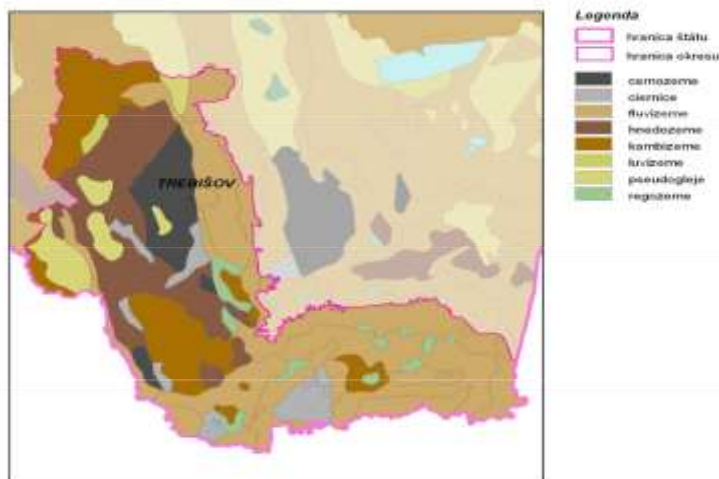 Legenda
hranica štátu
hranica okresu
černozeme
čiernice
fluvizeme
hnedozeme
kambizeme
luvizeme
pseudogleje
regozeme
TREBIŠOV